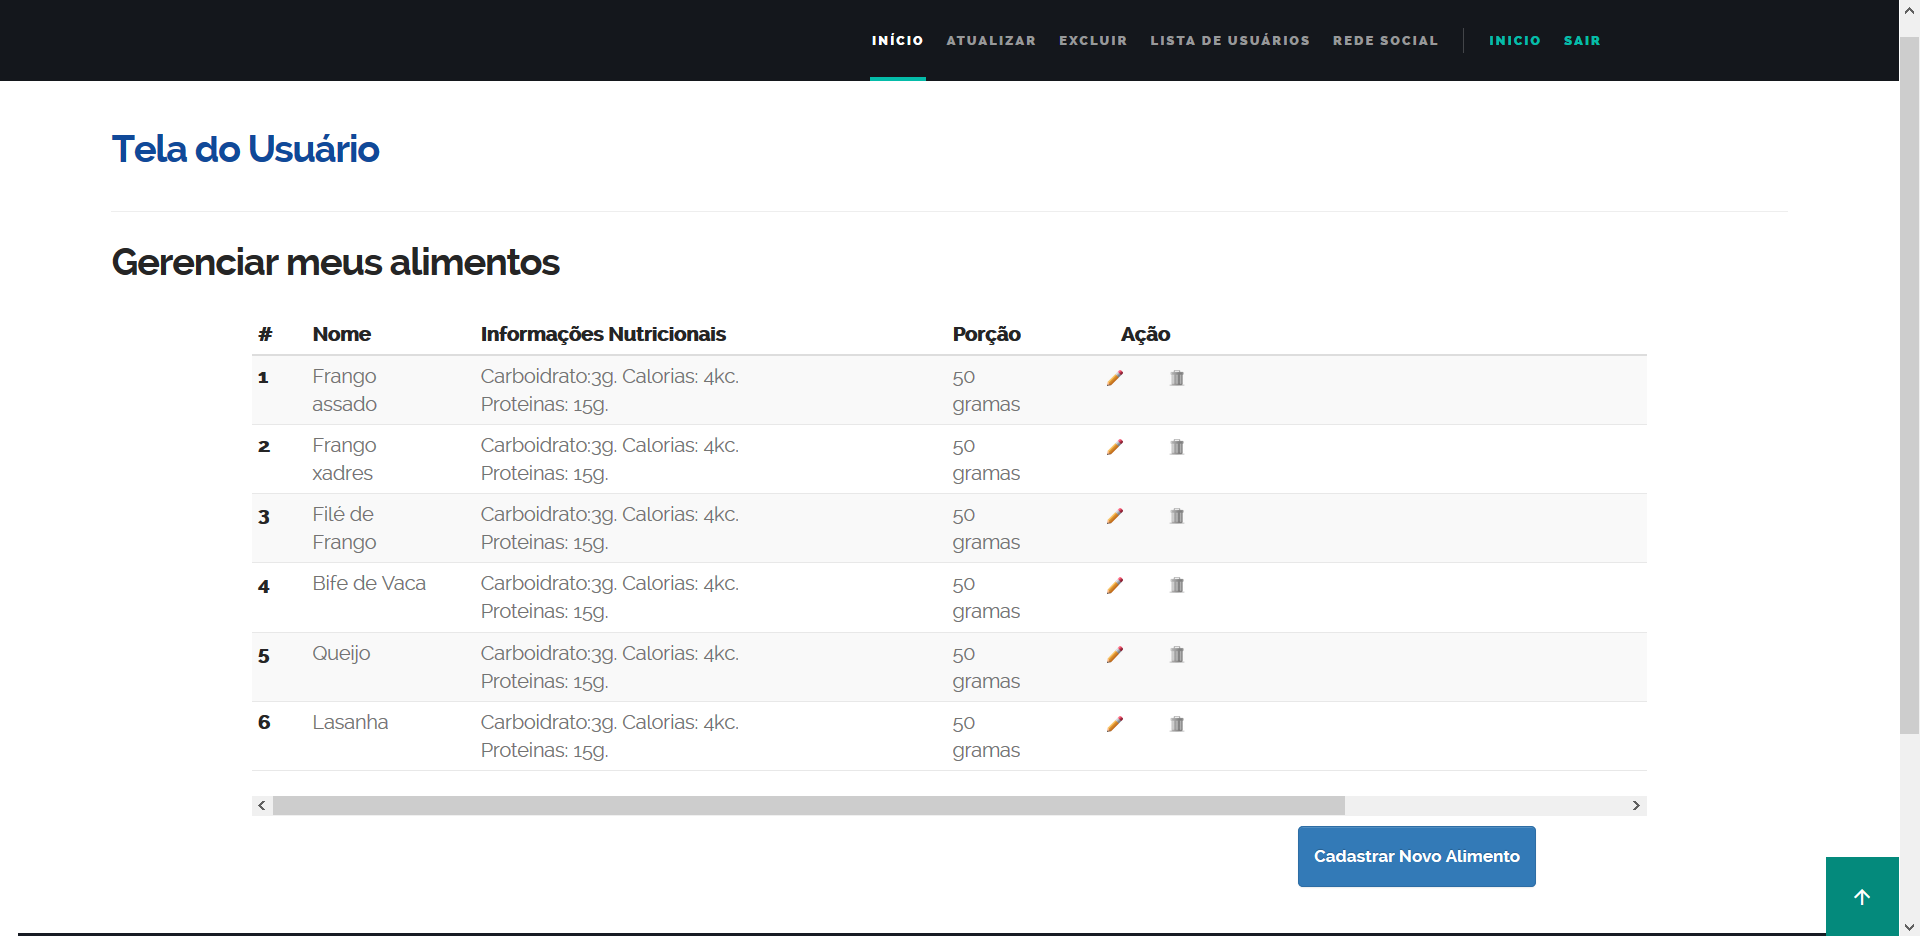 INÍCIO ATUALIZAR EXCLUIR LISTA DE USUÁRIOS REDE SOCIAL INICIO SAIR
Tela do Usuário
Gerenciar meus alimentos
# Nome Informações Nutricionais Porção Ação
1 Frango Carboidrato:3g. Calorias: 4kc. 50
assado Proteinas: 15g. gramas
2 Frango Carboidrato:3g. Calorias: 4kc. 50
xadres Proteinas: 15g. gramas
3 Filé de Carboidrato:3g. Calorias: 4kc. 50
Frango Proteinas: 15g. gramas
4 Bife de Vaca Carboidrato:3g. Calorias: 4kc. 50
Proteinas: 15g. gramas
5 Queijo Carboidrato:3g. Calorias: 4kc. 50
Proteinas: 15g. gramas
6 Lasanha Carboidrato:3g. Calorias: 4kc. 50
Proteinas: 15g. gramas
Cadastrar Novo Alimento